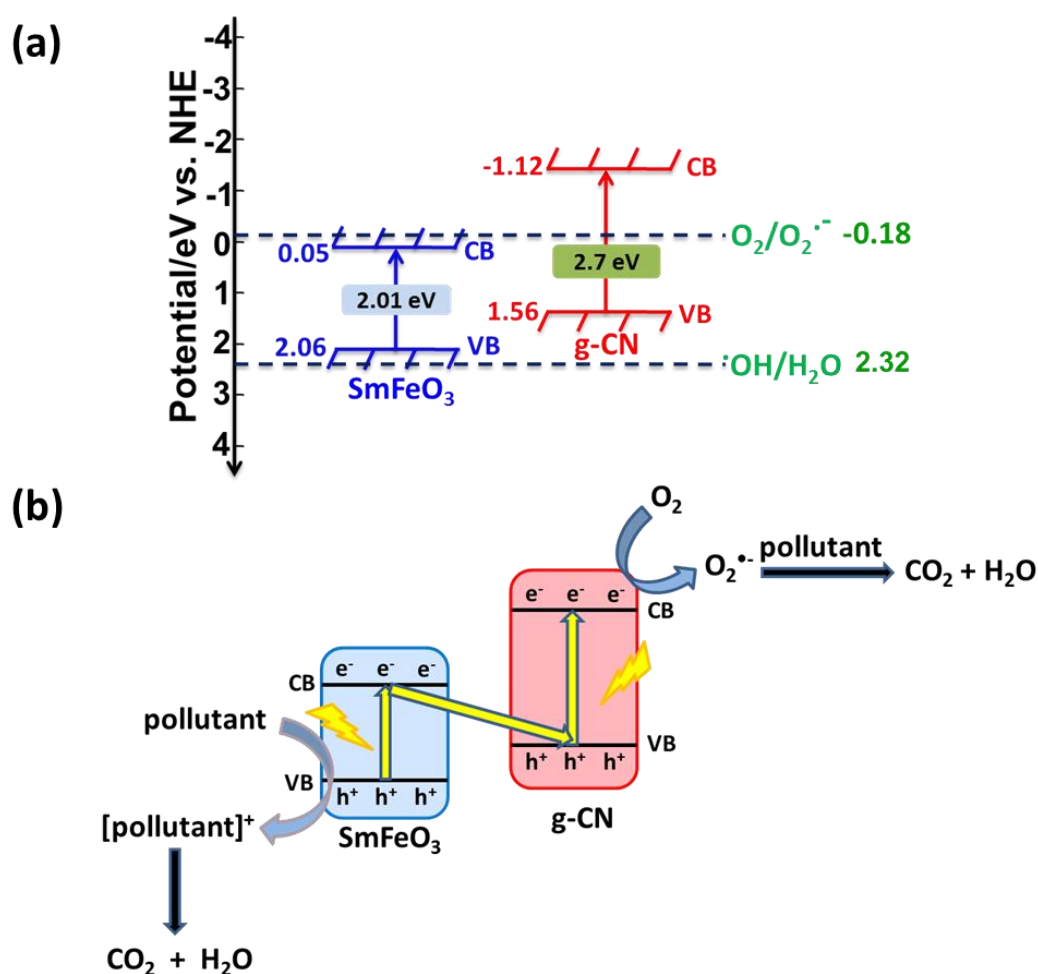 (a)
Potential/eV vs. NHE
-4
-3
-2
-1
0
1
2
3
4
-1.12
CB
O₂/O₂•⁻ -0.18
0.05
CB
2.7 eV
2.01 eV
1.56
VB
g-CN
2.06
VB
•OH/H₂O 2.32
SmFeO₃
(b)
O₂
O₂•⁻
pollutant
CO₂ + H₂O
e⁻ e⁻ e⁻
CB
e⁻ e⁻ e⁻
CB
pollutant
VB
h⁺ h⁺ h⁺
VB
h⁺ h⁺ h⁺
g-CN
[pollutant]⁺
SmFeO₃
CO₂ + H₂O